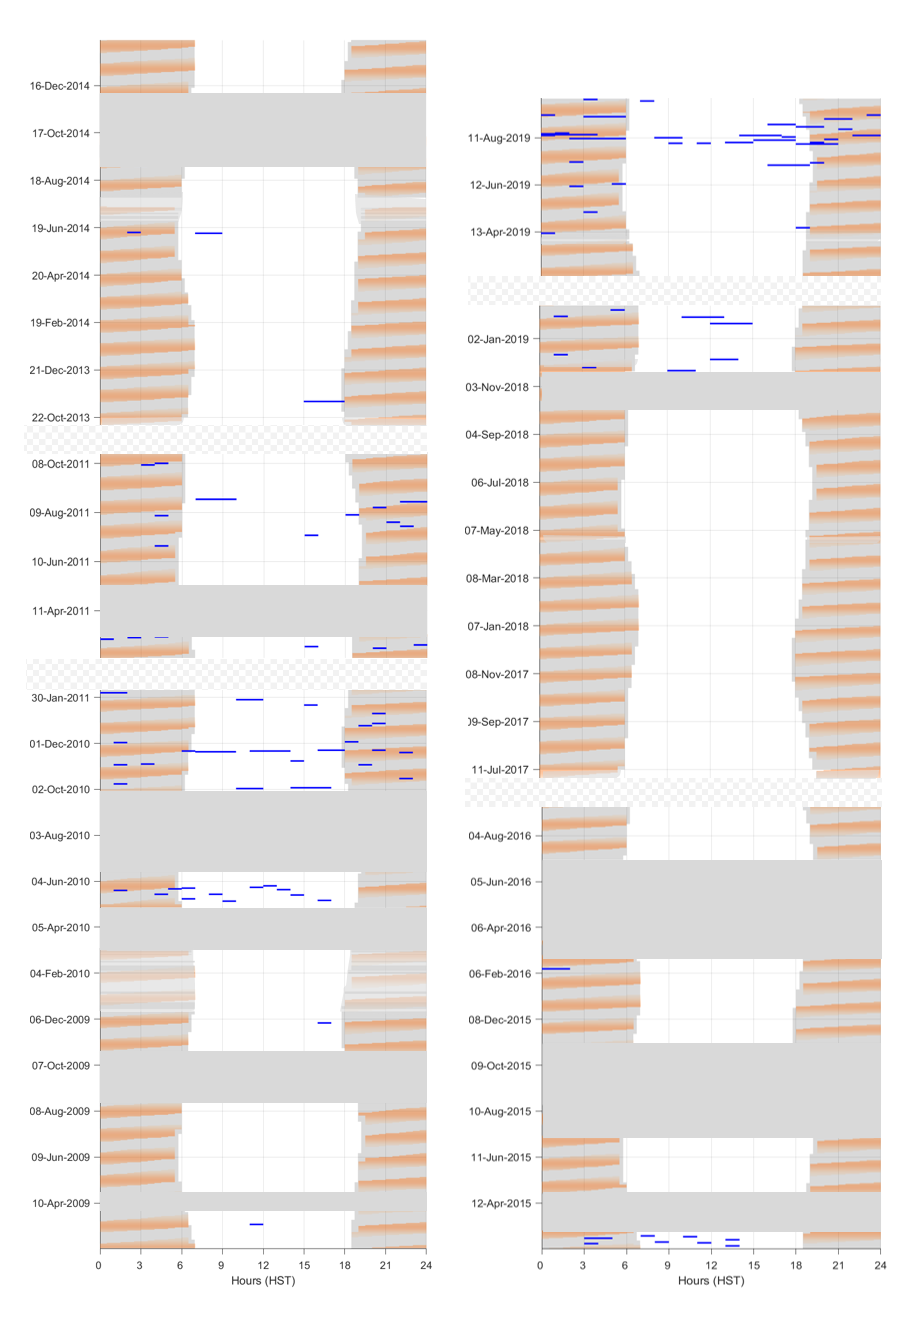 16-Dec-2014
17-Oct-2014
18-Aug-2014
19-Jun-2014
20-Apr-2014
19-Feb-2014
21-Dec-2013
22-Oct-2013
08-Oct-2011
09-Aug-2011
10-Jun-2011
11-Apr-2011
30-Jan-2011
01-Dec-2010
02-Oct-2010
03-Aug-2010
04-Jun-2010
05-Apr-2010
04-Feb-2010
06-Dec-2009
07-Oct-2009
08-Aug-2009
09-Jun-2009
10-Apr-2009
0 3 6 9 12 15 18 21 24
Hours (HST)
11-Aug-2019
12-Jun-2019
13-Apr-2019
02-Jan-2019
03-Nov-2018
04-Sep-2018
06-Jul-2018
07-May-2018
08-Mar-2018
07-Jan-2018
08-Nov-2017
09-Sep-2017
11-Jul-2017
04-Aug-2016
05-Jun-2016
06-Apr-2016
06-Feb-2016
08-Dec-2015
09-Oct-2015
10-Aug-2015
11-Jun-2015
12-Apr-2015
0 3 6 9 12 15 18 21 24
Hours (HST)